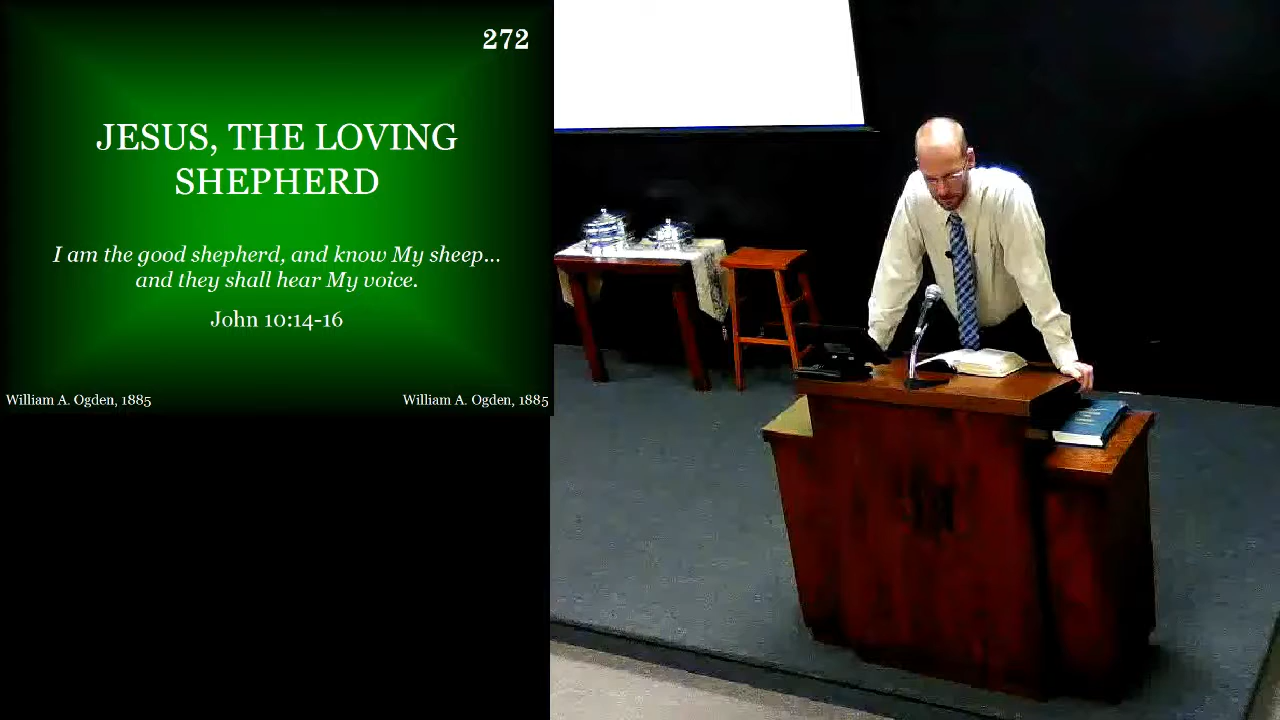 272
JESUS, THE LOVING
SHEPHERD
I am the good shepherd, and know My sheep...
and they shall hear My voice.
John 10:14-16
William A. Ogden, 1885
William A. Ogden, 1885